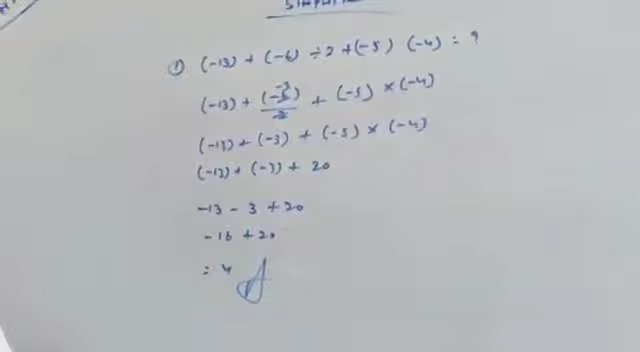 ① (-13) + (-6) ÷ 2 + (-5) (-4) = ?
(-13) + (-6)/2 -3 + (-5) × (-4)
(-13) + (-3) + (-5) × (-4)
(-13) + (-3) + 20
-13 - 3 + 20
-16 + 20
= 4